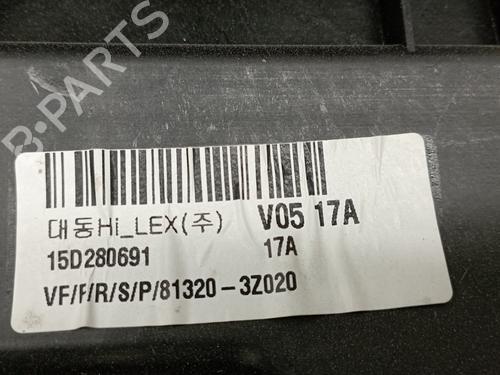 B-PARTS
대동Hi_LEX(주) V05 17A
15D280691 17A
VF/F/R/S/P/81320-3Z020